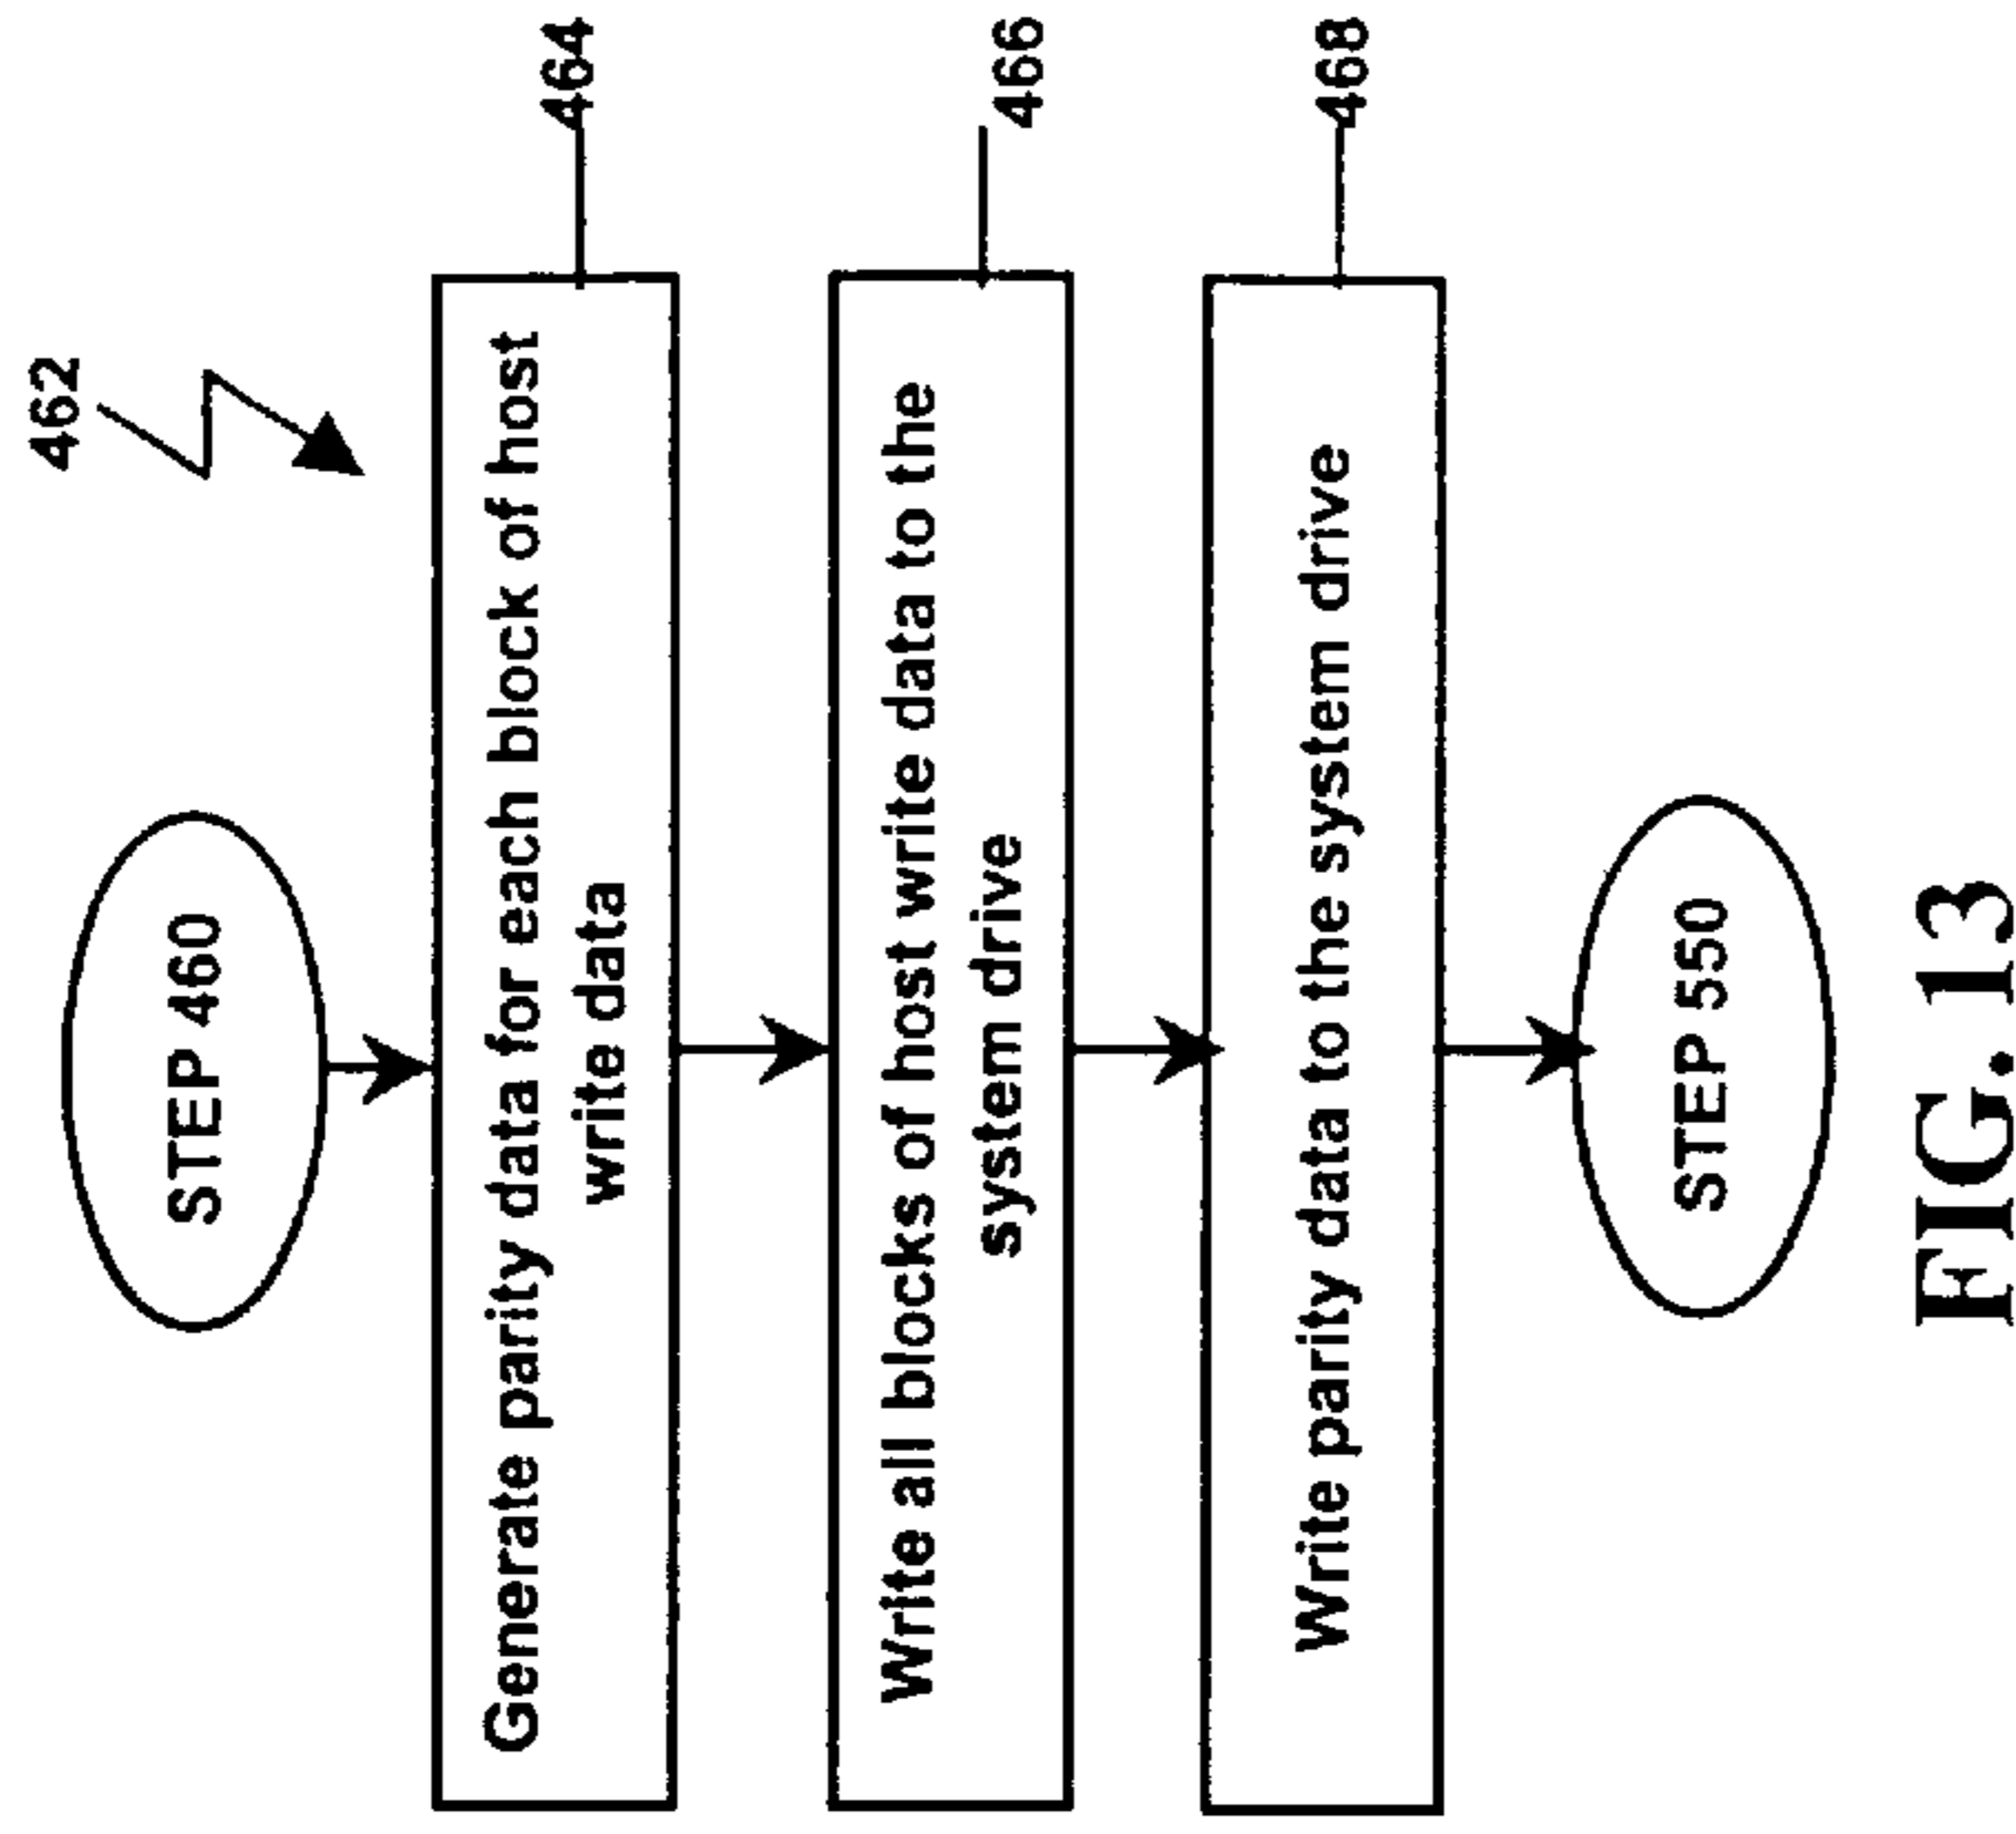 462
STEP 460
Generate parity data for each block of host
write data
464
Write all blocks of host write data to the
system drive
466
Write parity data to the system drive
468
STEP 550
FIG. 13